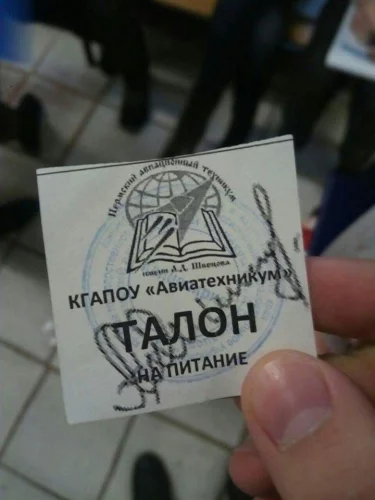 Пермский авиационный техникум
имени А.Д. Швецова
КГАПОУ «Авиатехникум»
ТАЛОН
НА ПИТАНИЕ